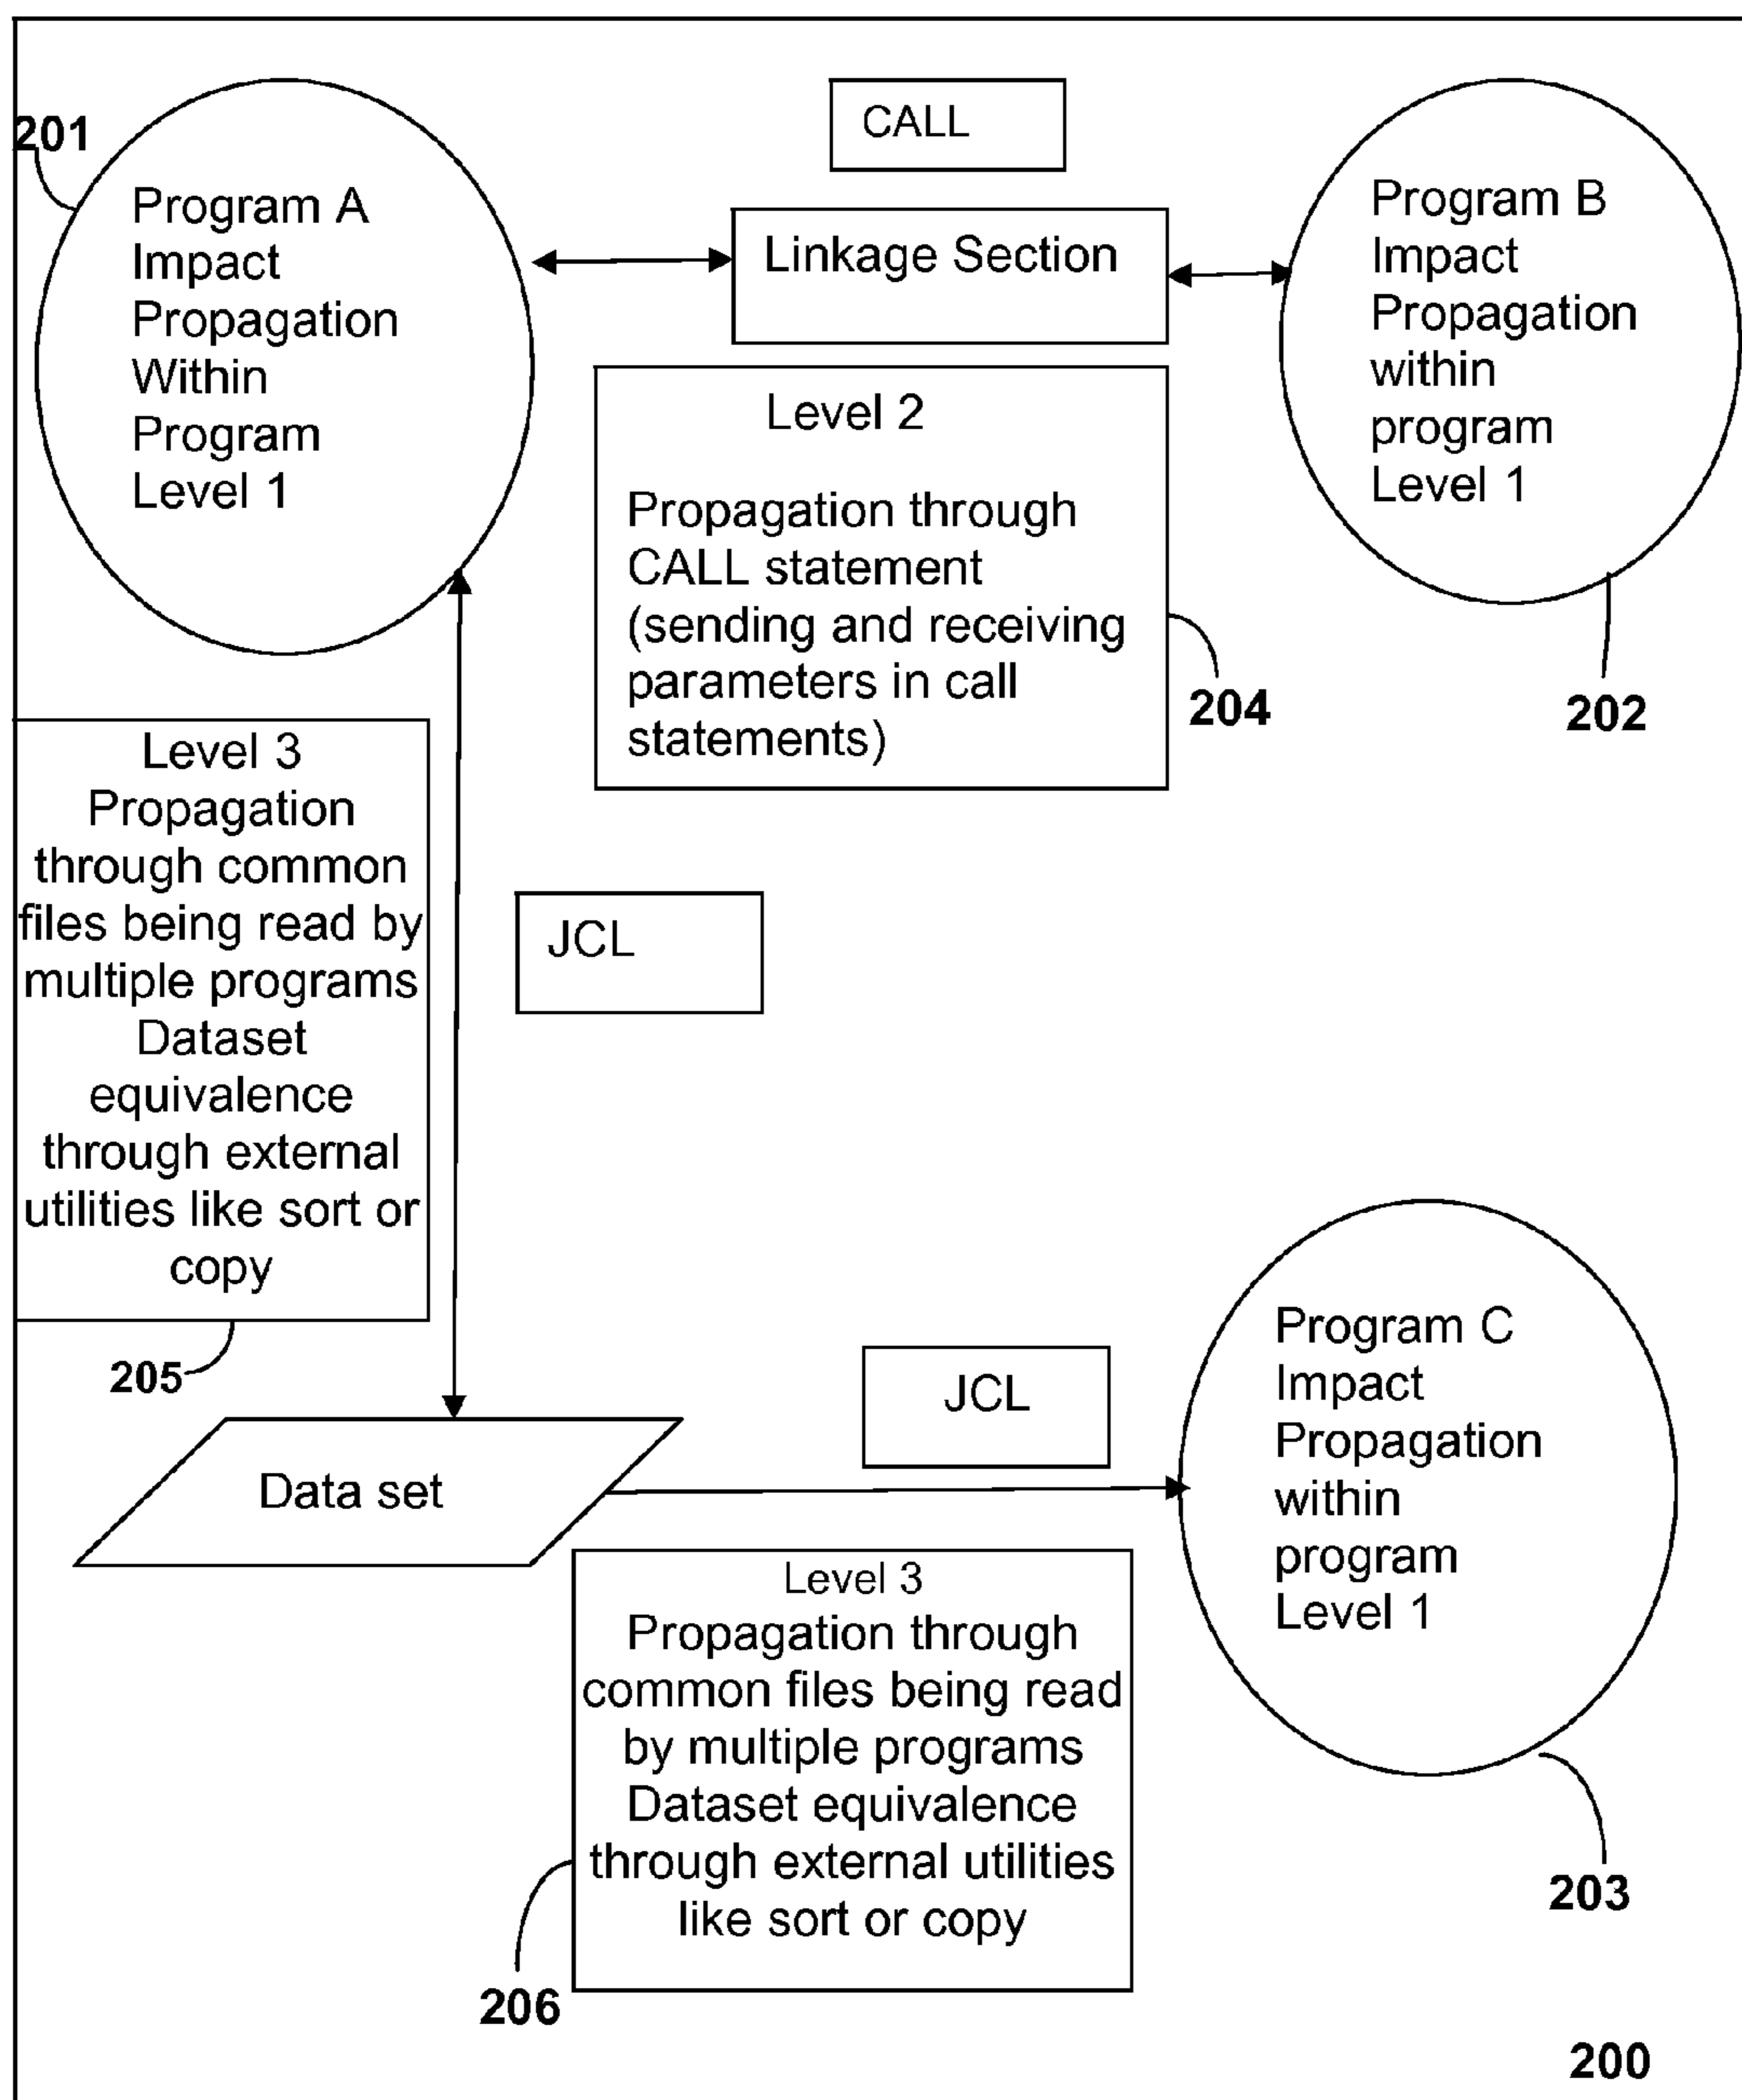 201
Program A
Impact
Propagation
Within
Program
Level 1
CALL
Linkage Section
Program B
Impact
Propagation
within
program
Level 1
202
Level 2
Propagation through
CALL statement
(sending and receiving
parameters in call
statements)
204
Level 3
Propagation
through common
files being read by
multiple programs
Dataset
equivalence
through external
utilities like sort or
copy
205
JCL
Data set
JCL
Program C
Impact
Propagation
within
program
Level 1
203
Level 3
Propagation through
common files being read
by multiple programs
Dataset equivalence
through external utilities
like sort or copy
206
200